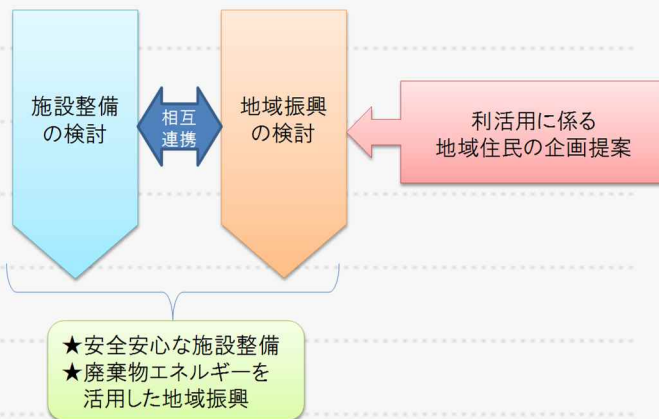 施設整備
の検討
相互
連携
地域振興
の検討
利活用に係る
地域住民の企画提案
★安全安心な施設整備
★廃棄物エネルギーを
活用した地域振興